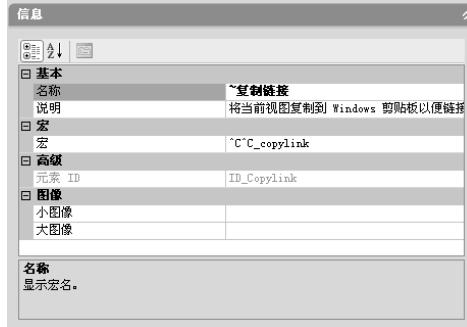 信息
基本
名称 ~复制链接
说明 将当前视图复制到 Windows 剪贴板以便链接
宏
宏 ^C^C_copylink
高级
元素 ID ID_Copylink
图像
小图像
大图像
名称
显示宏名。